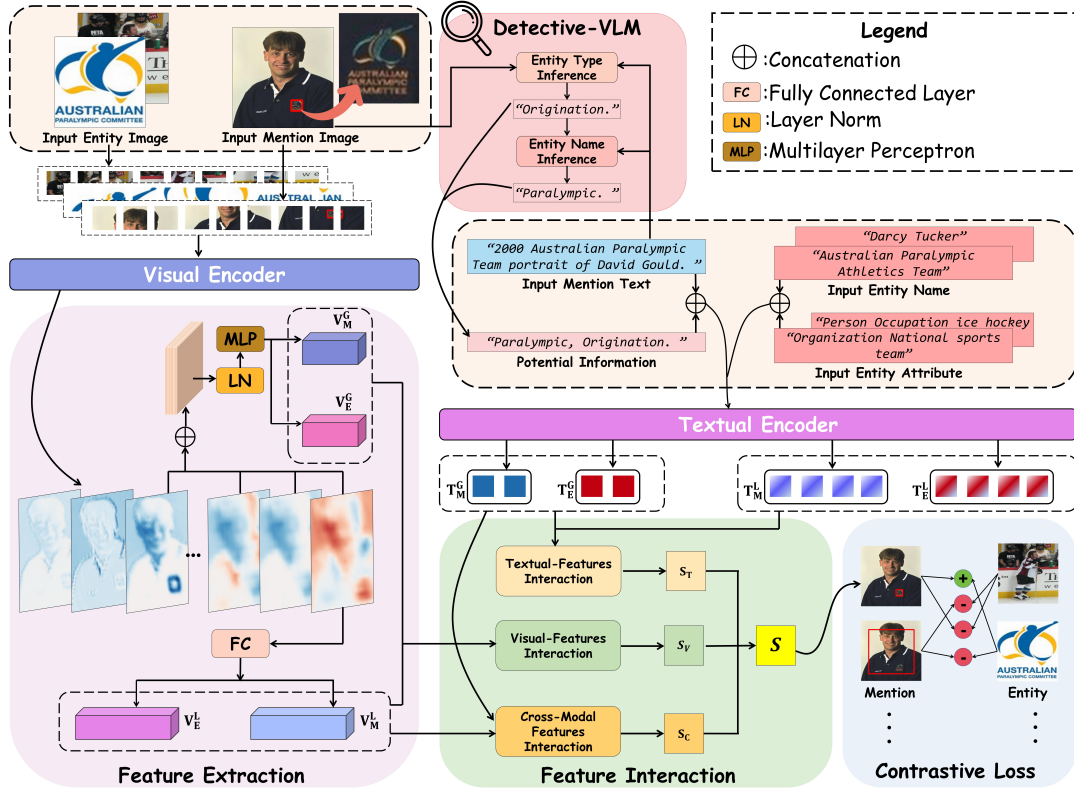 AUSTRALIAN
PARALYMPIC COMMITTEE
AUSTRALIAN
PARALYMPIC
COMMITTEE
Input Entity Image
Input Mention Image
Detective-VLM
Entity Type
Inference
“Origination.”
Entity Name
Inference
“Paralympic. ”
Legend
:Concatenation
FC :Fully Connected Layer
LN :Layer Norm
MLP :Multilayer Perceptron
“2000 Australian Paralympic
Team portrait of David Gould. ”
Input Mention Text
“Paralympic, Origination. ”
Potential Information
“Darcy Tucker”
“Australian Paralympic
Athletics Team”
Input Entity Name
“Person Occupation ice hockey
“Organization National sports
team”
Input Entity Attribute
Visual Encoder
Textual Encoder
MLP
LN
V_M^G
V_E^G
...
FC
V_E^L
V_M^L
Feature Extraction
T_M^G
T_E^G
T_M^L
T_E^L
Textual-Features
Interaction
S_T
Visual-Features
Interaction
S_V
S
Cross-Modal
Features
Interaction
S_C
Feature Interaction
+
-
-
-
AUSTRALIAN
PARALYMPIC COMMITTEE
Mention
Entity
Contrastive Loss